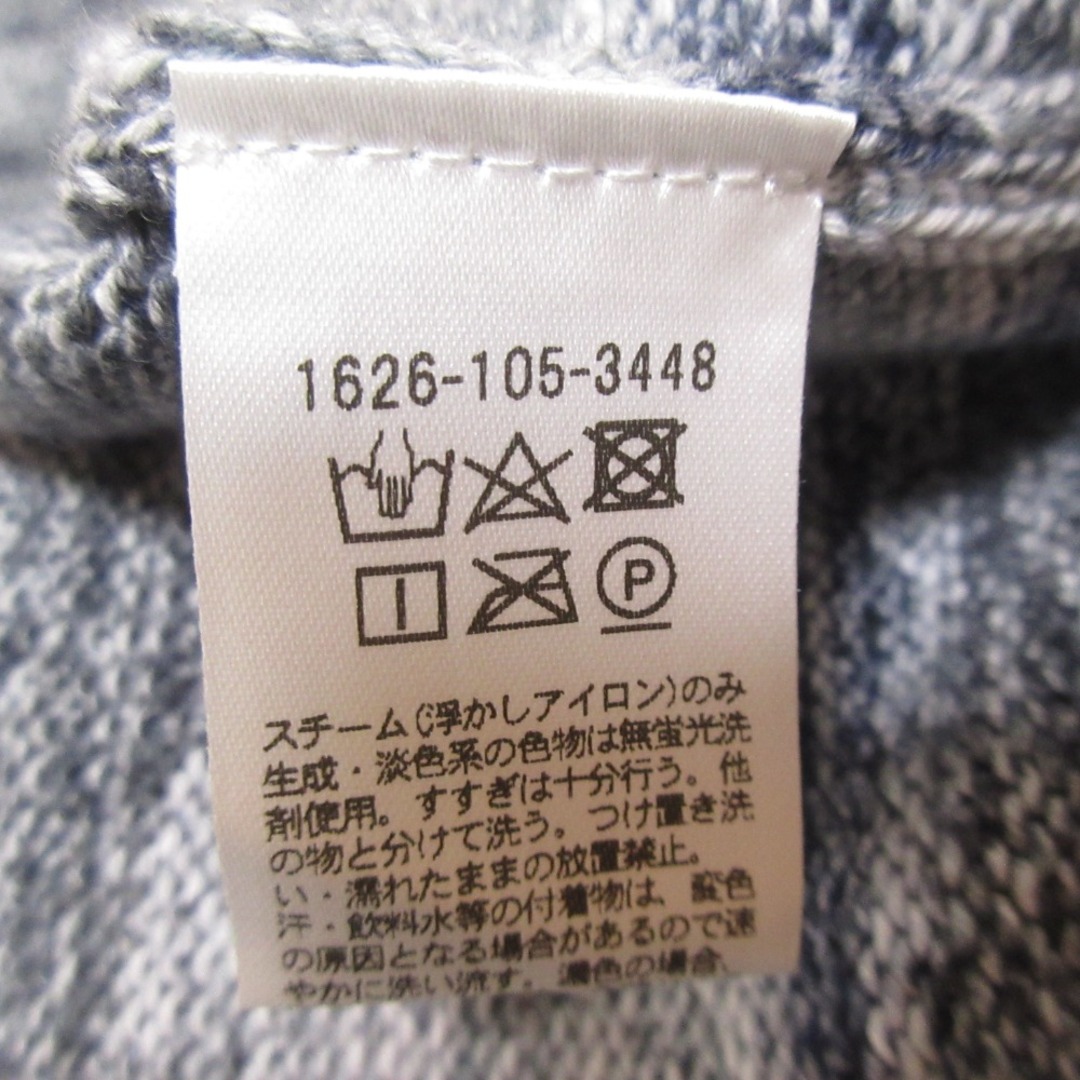 1626-105-3448
P
スチーム(浮かしアイロン)のみ
生成・淡色系の色物は無蛍光洗
剤使用。すすぎは十分行う。他
の物と分けて洗う。つけ置き洗
い・濡れたままの放置禁止。
汗・飲料水等の付着物は、変色
の原因となる場合があるので速
やかに洗い流す。濃色の場合、